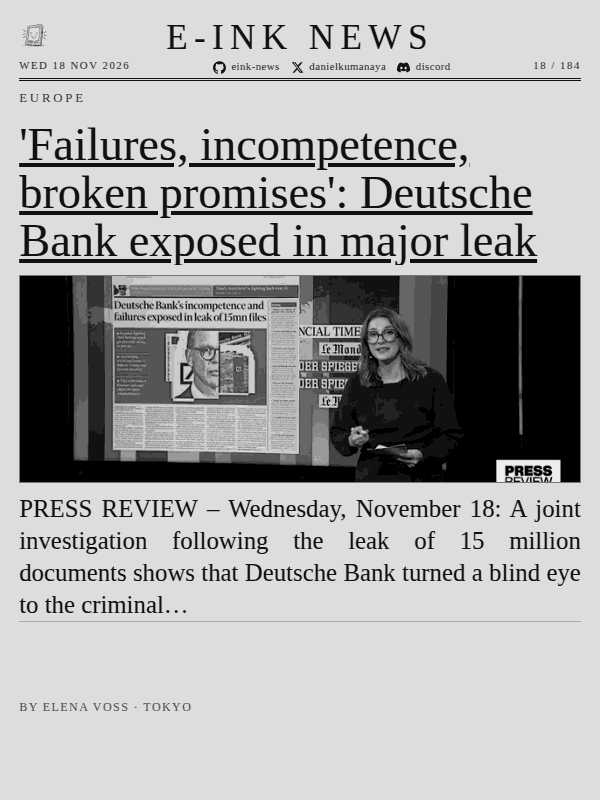 E-INK NEWS
WED 18 NOV 2026
eink-news
danielkumanaya
discord
18 / 184
EUROPE
'Failures, incompetence,
broken promises': Deutsche
Bank exposed in major leak
Deutsche Bank's incompetence and
failures exposed in leak of 15mn files
NCIAL TIME
Le Mond
DER SPIEGE
DER SPIEGE
Le M
PRESS
REVIEW
PRESS REVIEW – Wednesday, November 18: A joint
investigation following the leak of 15 million
documents shows that Deutsche Bank turned a blind eye
to the criminal…
BY ELENA VOSS · TOKYO